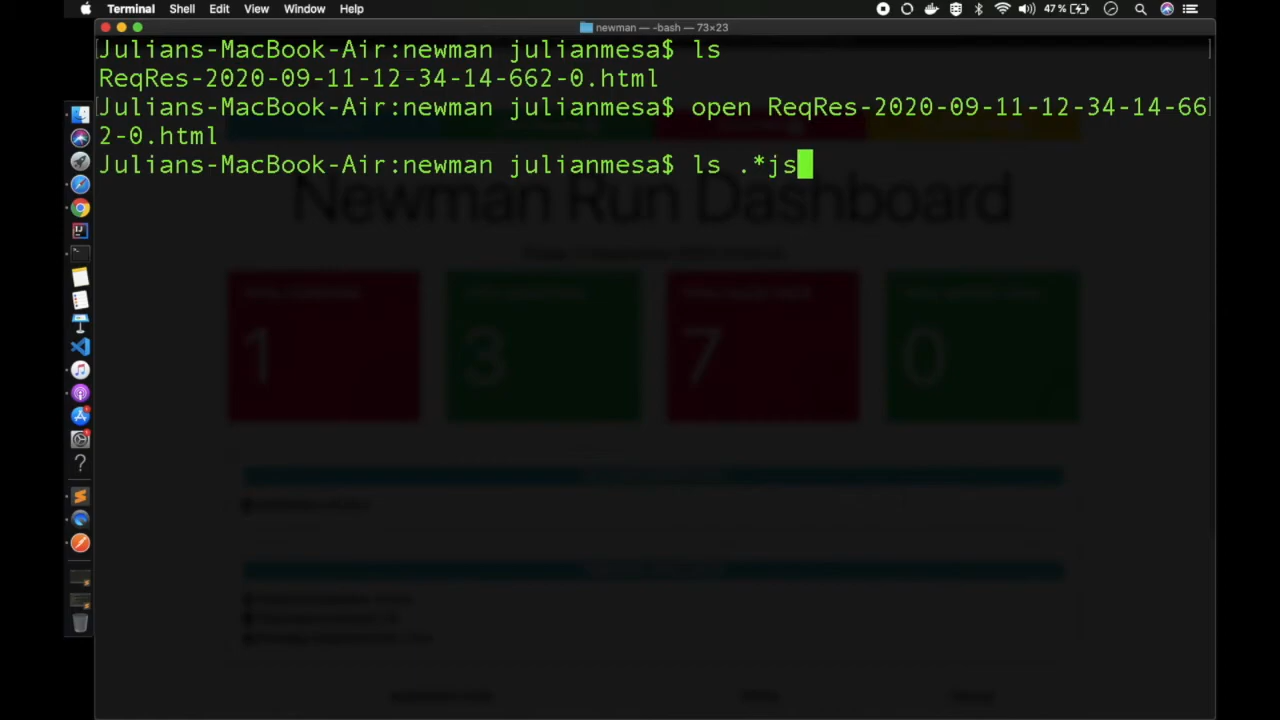 Terminal Shell Edit View Window Help 47%
newman — -bash — 73×23
Julians-MacBook-Air:newman julianmesa$ ls
ReqRes-2020-09-11-12-34-14-662-0.html
Julians-MacBook-Air:newman julianmesa$ open ReqRes-2020-09-11-12-34-14-66
2-0.html
Julians-MacBook-Air:newman julianmesa$ ls .*js
Newman Run Dashboard
1 3 7 0